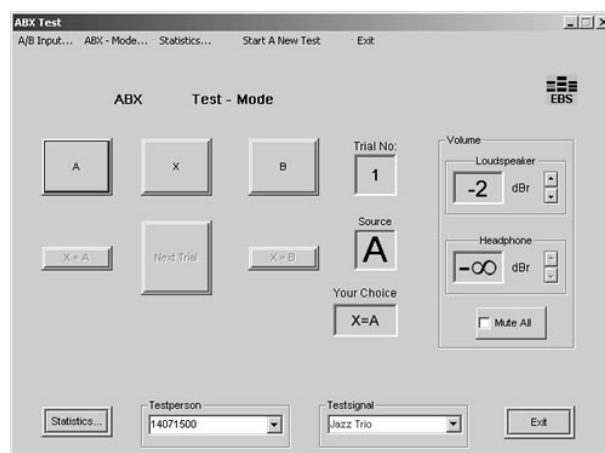 ABX Test
A/B Input... ABX - Mode... Statistics... Start A New Test Exit
ABX Test - Mode
EBS
A
X
B
Trial No:
1
Volume
Loudspeaker
-2 dBr
X = A
Next Trial
X = B
Source
A
Headphone
-∞ dBr
Your Choice
X=A
Mute All
Statistics...
Testperson
14071500
Testsignal
Jazz Trio
Exit